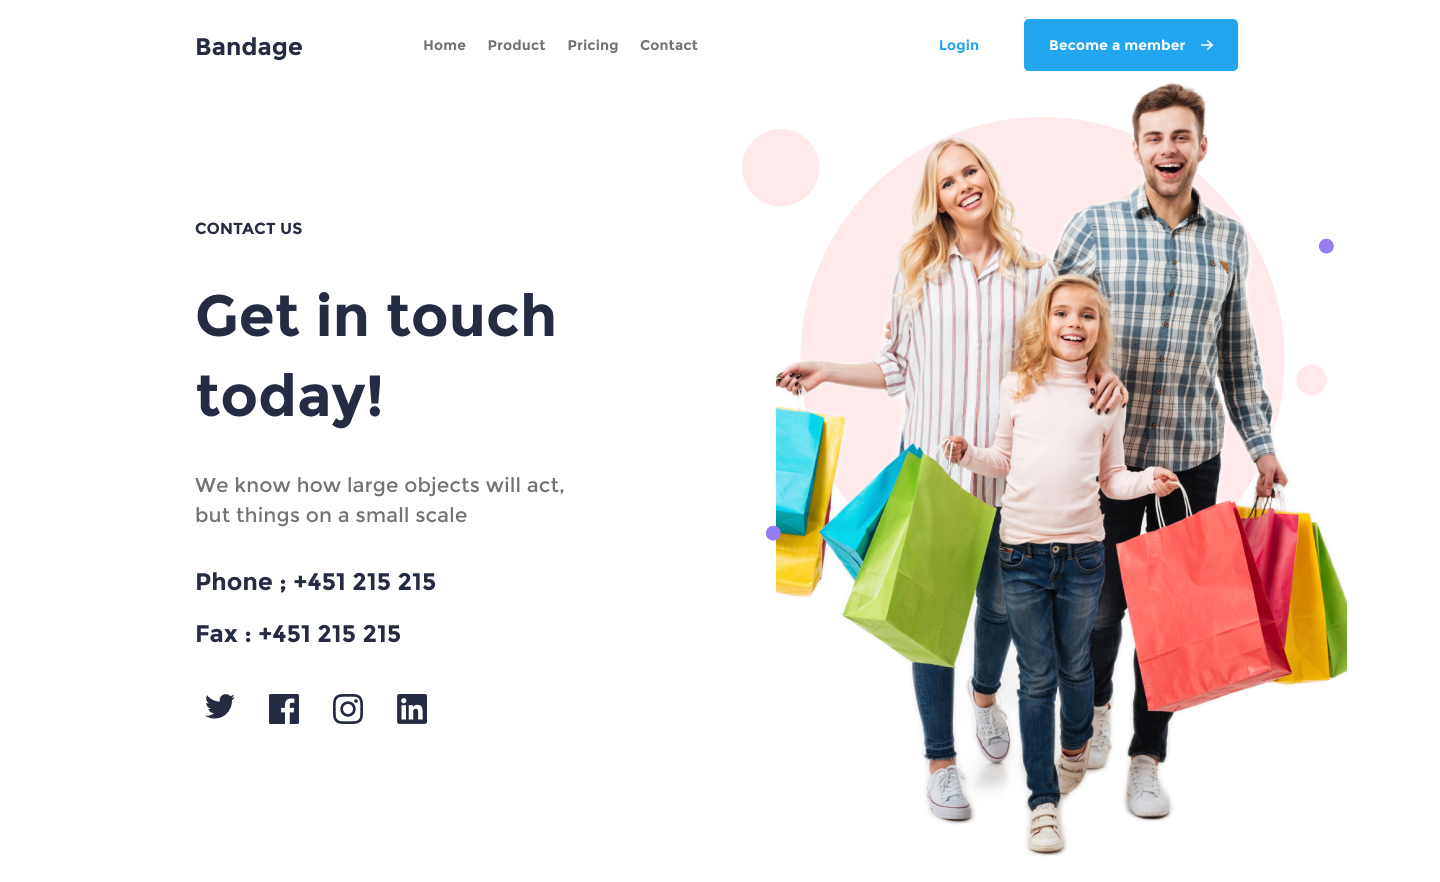 Bandage
Home Product Pricing Contact
Login
Become a member
CONTACT US
Get in touch
today!
We know how large objects will act,
but things on a small scale
Phone ; +451 215 215
Fax : +451 215 215